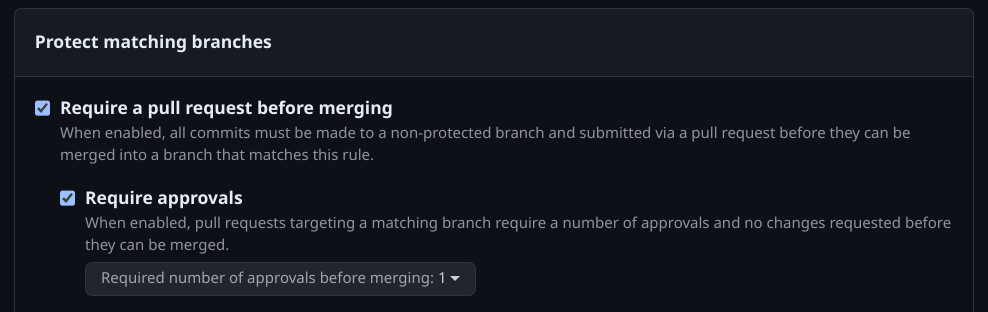 Protect matching branches
Require a pull request before merging
When enabled, all commits must be made to a non-protected branch and submitted via a pull request before they can be
merged into a branch that matches this rule.
Require approvals
When enabled, pull requests targeting a matching branch require a number of approvals and no changes requested before
they can be merged.
Required number of approvals before merging: 1